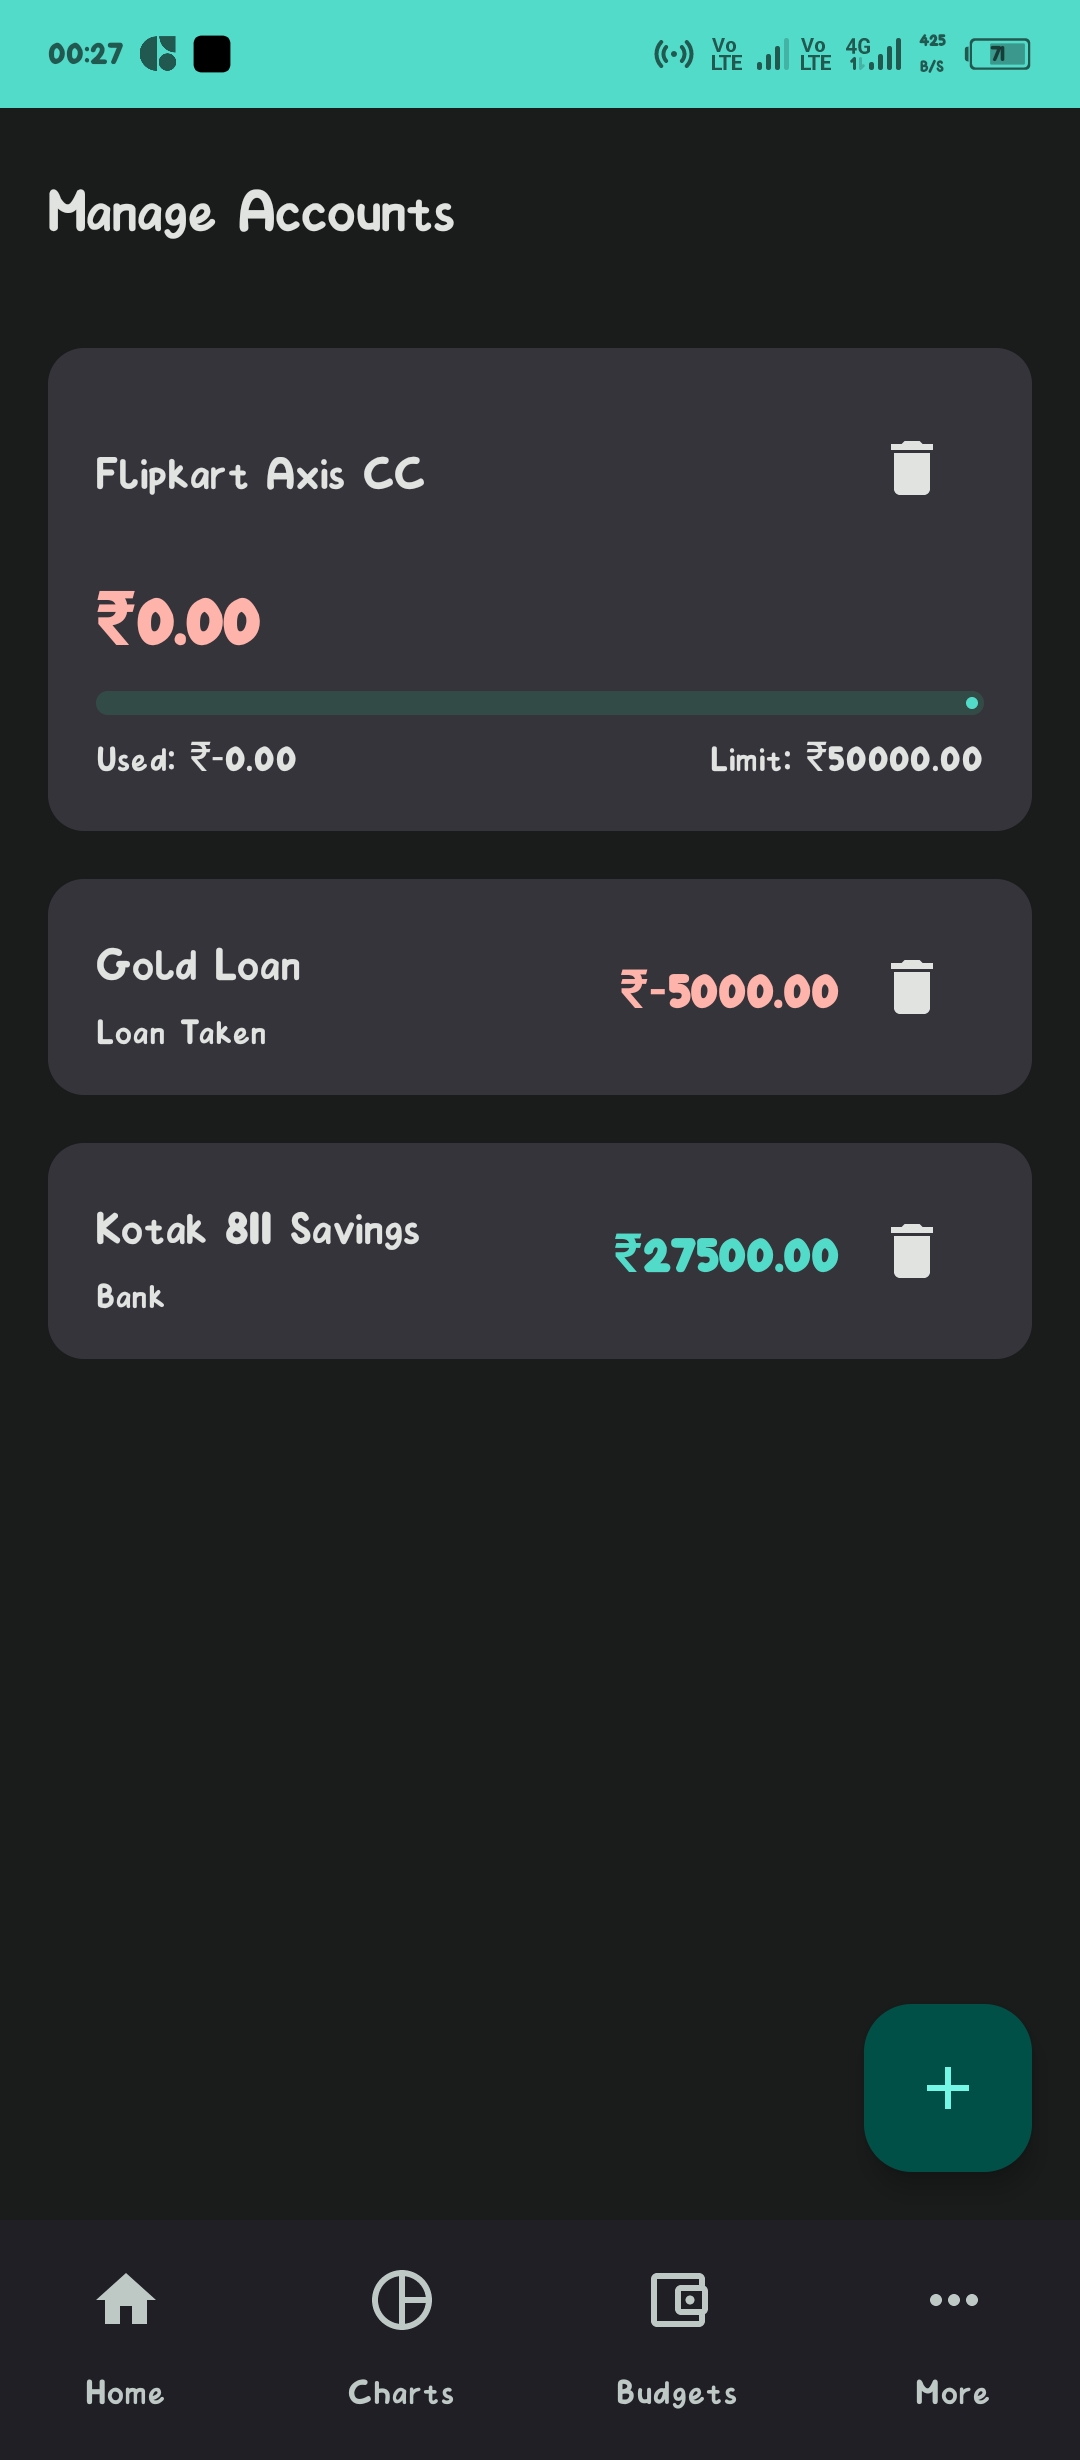 00:27
Vo LTE Vo LTE 4G 425 B/S 71
Manage Accounts
Flipkart Axis CC
₹0.00
Used: ₹-0.00 Limit: ₹50000.00
Gold Loan
₹-5000.00
Loan Taken
Kotak 811 Savings
₹27500.00
Bank
Home Charts Budgets More